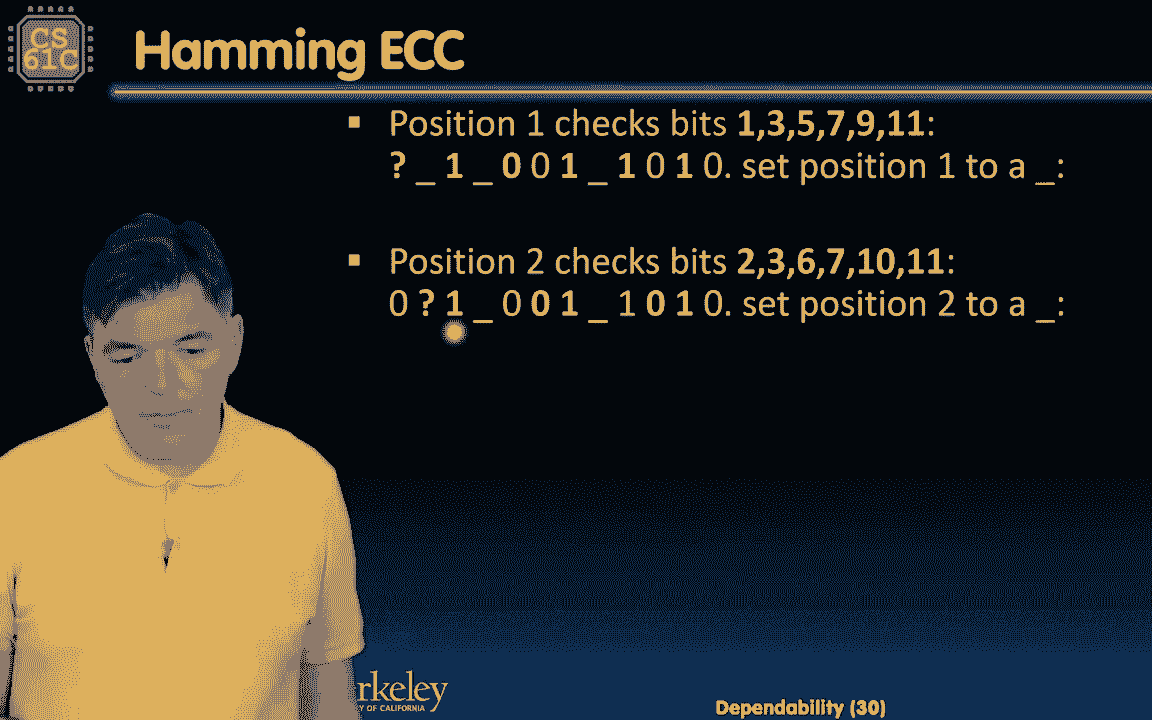 CS
61C
Hamming ECC
▪ Position 1 checks bits 1,3,5,7,9,11:
? _ 1 _ 0 0 1 _ 1 0 1 0. set position 1 to a _:
▪ Position 2 checks bits 2,3,6,7,10,11:
0 ? 1 _ 0 0 1 _ 1 0 1 0. set position 2 to a _:
rkeley
Y OF CALIFORNIA
Dependability (30)